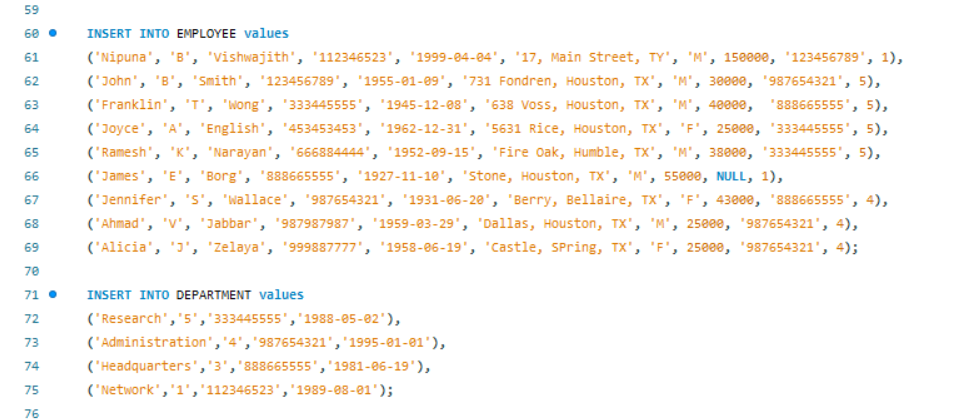 59
60 INSERT INTO EMPLOYEE values
61 ('Nipuna', 'B', 'Vishwajith', '112346523', '1999-04-04', '17, Main Street, TY', 'M', 150000, '123456789', 1),
62 ('John', 'B', 'Smith', '123456789', '1955-01-09', '731 Fondren, Houston, TX', 'M', 30000, '987654321', 5),
63 ('Franklin', 'T', 'Wong', '333445555', '1945-12-08', '638 Voss, Houston, TX', 'M', 40000, '888665555', 5),
64 ('Joyce', 'A', 'English', '453453453', '1962-12-31', '5631 Rice, Houston, TX', 'F', 25000, '333445555', 5),
65 ('Ramesh', 'K', 'Narayan', '666884444', '1952-09-15', 'Fire Oak, Humble, TX', 'M', 38000, '333445555', 5),
66 ('James', 'E', 'Borg', '888665555', '1927-11-10', 'Stone, Houston, TX', 'M', 55000, NULL, 1),
67 ('Jennifer', 'S', 'Wallace', '987654321', '1931-06-20', 'Berry, Bellaire, TX', 'F', 43000, '888665555', 4),
68 ('Ahmad', 'V', 'Jabbar', '987987987', '1959-03-29', 'Dallas, Houston, TX', 'M', 25000, '987654321', 4),
69 ('Alicia', 'J', 'Zelaya', '999887777', '1958-06-19', 'Castle, SPring, TX', 'F', 25000, '987654321', 4);
70
71 INSERT INTO DEPARTMENT values
72 ('Research','5','333445555','1988-05-02'),
73 ('Administration','4','987654321','1995-01-01'),
74 ('Headquarters','3','888665555','1981-06-19'),
75 ('Network','1','112346523','1989-08-01');
76